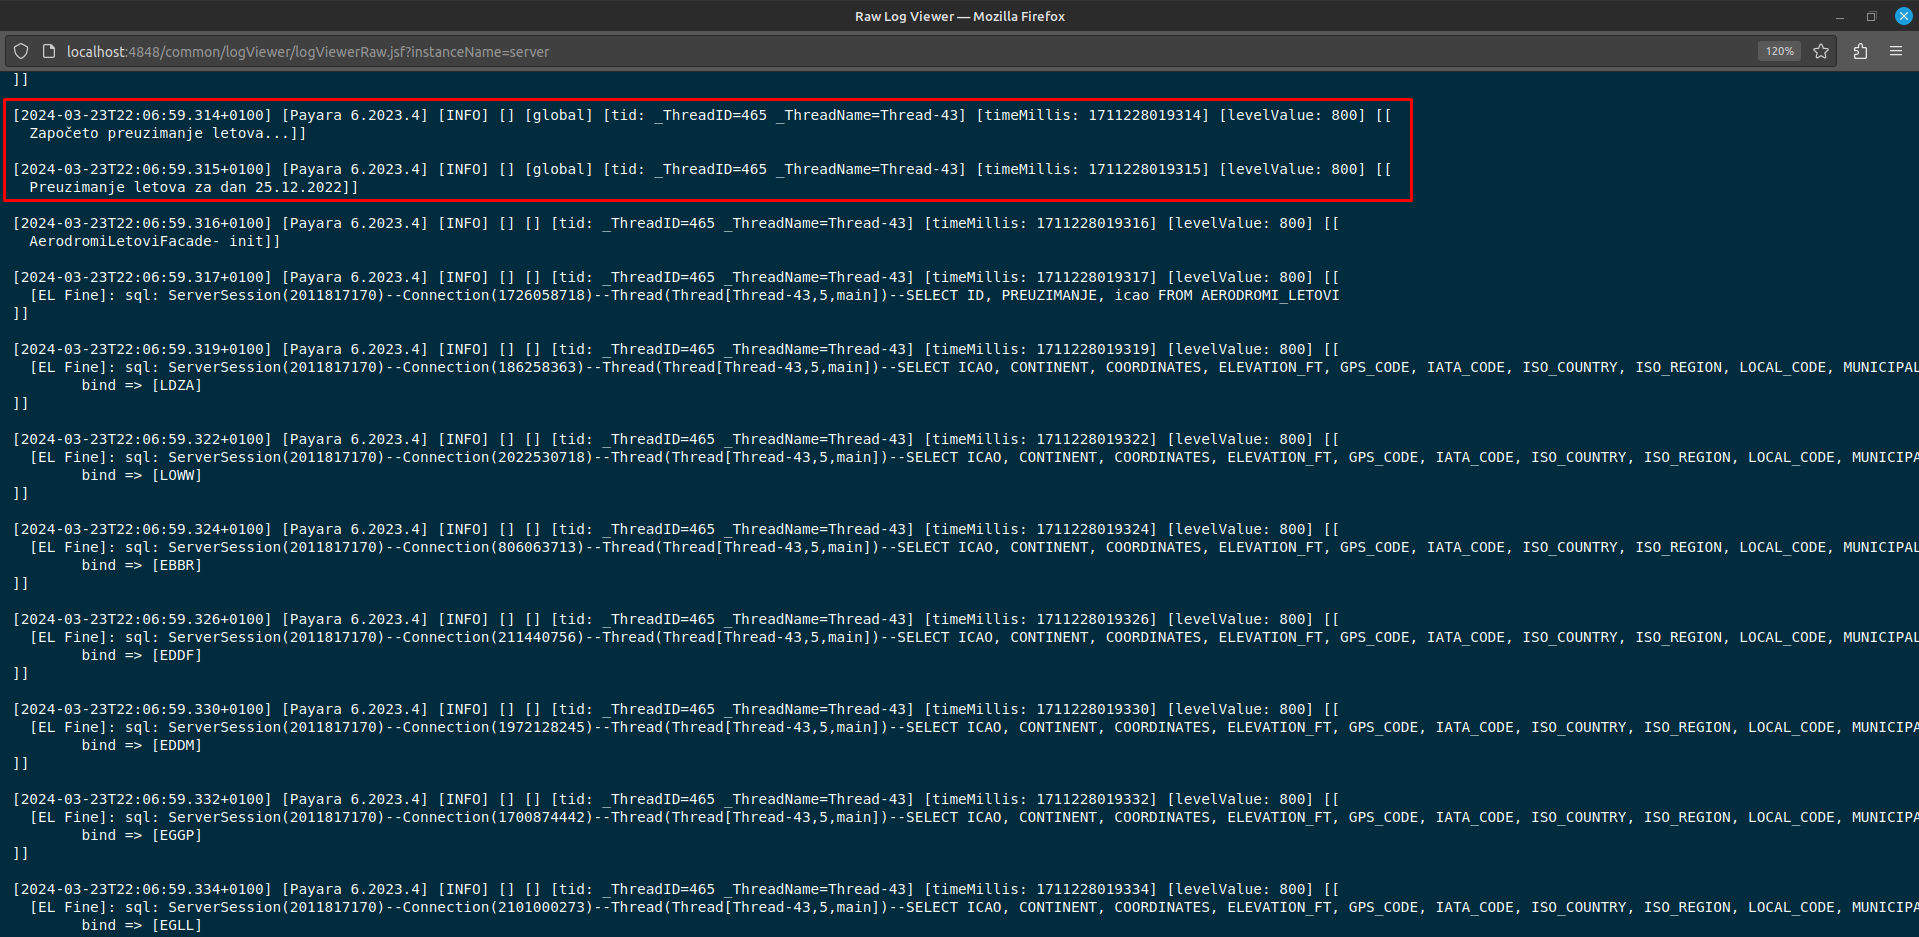 Raw Log Viewer — Mozilla Firefox
localhost:4848/common/logViewer/logViewerRaw.jsf?instanceName=server 120%
]]
[2024-03-23T22:06:59.314+0100] [Payara 6.2023.4] [INFO] [] [global] [tid: _ThreadID=465 _ThreadName=Thread-43] [timeMillis: 1711228019314] [levelValue: 800] [[
Započeto preuzimanje letova...]]
[2024-03-23T22:06:59.315+0100] [Payara 6.2023.4] [INFO] [] [global] [tid: _ThreadID=465 _ThreadName=Thread-43] [timeMillis: 1711228019315] [levelValue: 800] [[
Preuzimanje letova za dan 25.12.2022]]
[2024-03-23T22:06:59.316+0100] [Payara 6.2023.4] [INFO] [] [] [tid: _ThreadID=465 _ThreadName=Thread-43] [timeMillis: 1711228019316] [levelValue: 800] [[
AerodromiLetoviFacade- init]]
[2024-03-23T22:06:59.317+0100] [Payara 6.2023.4] [INFO] [] [] [tid: _ThreadID=465 _ThreadName=Thread-43] [timeMillis: 1711228019317] [levelValue: 800] [[
[EL Fine]: sql: ServerSession(2011817170)--Connection(1726058718)--Thread(Thread[Thread-43,5,main])--SELECT ID, PREUZIMANJE, icao FROM AERODROMI_LETOVI
]]
[2024-03-23T22:06:59.319+0100] [Payara 6.2023.4] [INFO] [] [] [tid: _ThreadID=465 _ThreadName=Thread-43] [timeMillis: 1711228019319] [levelValue: 800] [[
[EL Fine]: sql: ServerSession(2011817170)--Connection(186258363)--Thread(Thread[Thread-43,5,main])--SELECT ICAO, CONTINENT, COORDINATES, ELEVATION_FT, GPS_CODE, IATA_CODE, ISO_COUNTRY, ISO_REGION, LOCAL_CODE, MUNICIPAL
bind => [LDZA]
]]
[2024-03-23T22:06:59.322+0100] [Payara 6.2023.4] [INFO] [] [] [tid: _ThreadID=465 _ThreadName=Thread-43] [timeMillis: 1711228019322] [levelValue: 800] [[
[EL Fine]: sql: ServerSession(2011817170)--Connection(2022530718)--Thread(Thread[Thread-43,5,main])--SELECT ICAO, CONTINENT, COORDINATES, ELEVATION_FT, GPS_CODE, IATA_CODE, ISO_COUNTRY, ISO_REGION, LOCAL_CODE, MUNICIPA
bind => [LOWW]
]]
[2024-03-23T22:06:59.324+0100] [Payara 6.2023.4] [INFO] [] [] [tid: _ThreadID=465 _ThreadName=Thread-43] [timeMillis: 1711228019324] [levelValue: 800] [[
[EL Fine]: sql: ServerSession(2011817170)--Connection(806063713)--Thread(Thread[Thread-43,5,main])--SELECT ICAO, CONTINENT, COORDINATES, ELEVATION_FT, GPS_CODE, IATA_CODE, ISO_COUNTRY, ISO_REGION, LOCAL_CODE, MUNICIPAL
bind => [EBBR]
]]
[2024-03-23T22:06:59.326+0100] [Payara 6.2023.4] [INFO] [] [] [tid: _ThreadID=465 _ThreadName=Thread-43] [timeMillis: 1711228019326] [levelValue: 800] [[
[EL Fine]: sql: ServerSession(2011817170)--Connection(211440756)--Thread(Thread[Thread-43,5,main])--SELECT ICAO, CONTINENT, COORDINATES, ELEVATION_FT, GPS_CODE, IATA_CODE, ISO_COUNTRY, ISO_REGION, LOCAL_CODE, MUNICIPAL
bind => [EDDF]
]]
[2024-03-23T22:06:59.330+0100] [Payara 6.2023.4] [INFO] [] [] [tid: _ThreadID=465 _ThreadName=Thread-43] [timeMillis: 1711228019330] [levelValue: 800] [[
[EL Fine]: sql: ServerSession(2011817170)--Connection(1972128245)--Thread(Thread[Thread-43,5,main])--SELECT ICAO, CONTINENT, COORDINATES, ELEVATION_FT, GPS_CODE, IATA_CODE, ISO_COUNTRY, ISO_REGION, LOCAL_CODE, MUNICIPA
bind => [EDDM]
]]
[2024-03-23T22:06:59.332+0100] [Payara 6.2023.4] [INFO] [] [] [tid: _ThreadID=465 _ThreadName=Thread-43] [timeMillis: 1711228019332] [levelValue: 800] [[
[EL Fine]: sql: ServerSession(2011817170)--Connection(1700874442)--Thread(Thread[Thread-43,5,main])--SELECT ICAO, CONTINENT, COORDINATES, ELEVATION_FT, GPS_CODE, IATA_CODE, ISO_COUNTRY, ISO_REGION, LOCAL_CODE, MUNICIPA
bind => [EGGP]
]]
[2024-03-23T22:06:59.334+0100] [Payara 6.2023.4] [INFO] [] [] [tid: _ThreadID=465 _ThreadName=Thread-43] [timeMillis: 1711228019334] [levelValue: 800] [[
[EL Fine]: sql: ServerSession(2011817170)--Connection(2101000273)--Thread(Thread[Thread-43,5,main])--SELECT ICAO, CONTINENT, COORDINATES, ELEVATION_FT, GPS_CODE, IATA_CODE, ISO_COUNTRY, ISO_REGION, LOCAL_CODE, MUNICIPA
bind => [EGLL]